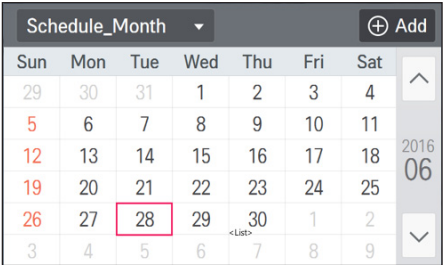 Schedule_Month Add
Sun Mon Tue Wed Thu Fri Sat
29 30 31 1 2 3 4
5 6 7 8 9 10 11
12 13 14 15 16 17 18
2016
06
19 20 21 22 23 24 25
26 27 28 29 30 1 2
<List>
3 4 5 6 7 8 9